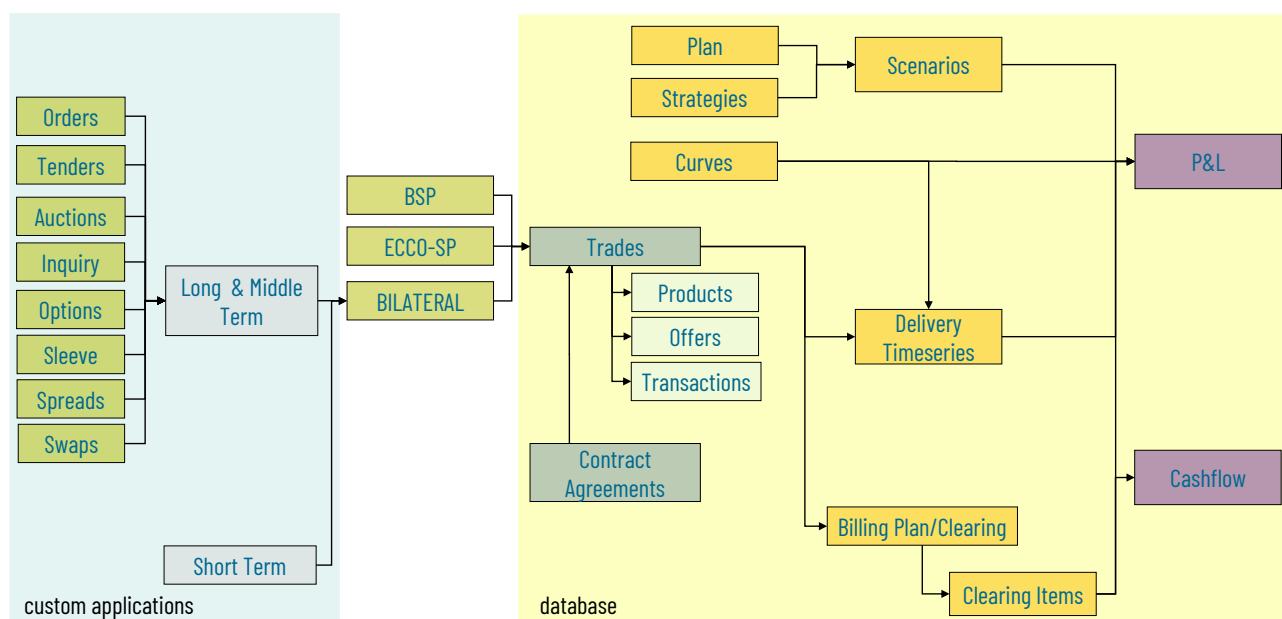 Orders
Tenders
Auctions
Inquiry
Options
Sleeve
Spreads
Swaps
Long & Middle
Term
Short Term
custom applications
BSP
ECCO-SP
BILATERAL
Plan
Strategies
Scenarios
Curves
P&L
Trades
Products
Offers
Transactions
Delivery
Timeseries
Contract
Agreements
Cashflow
Billing Plan/Clearing
Clearing Items
database